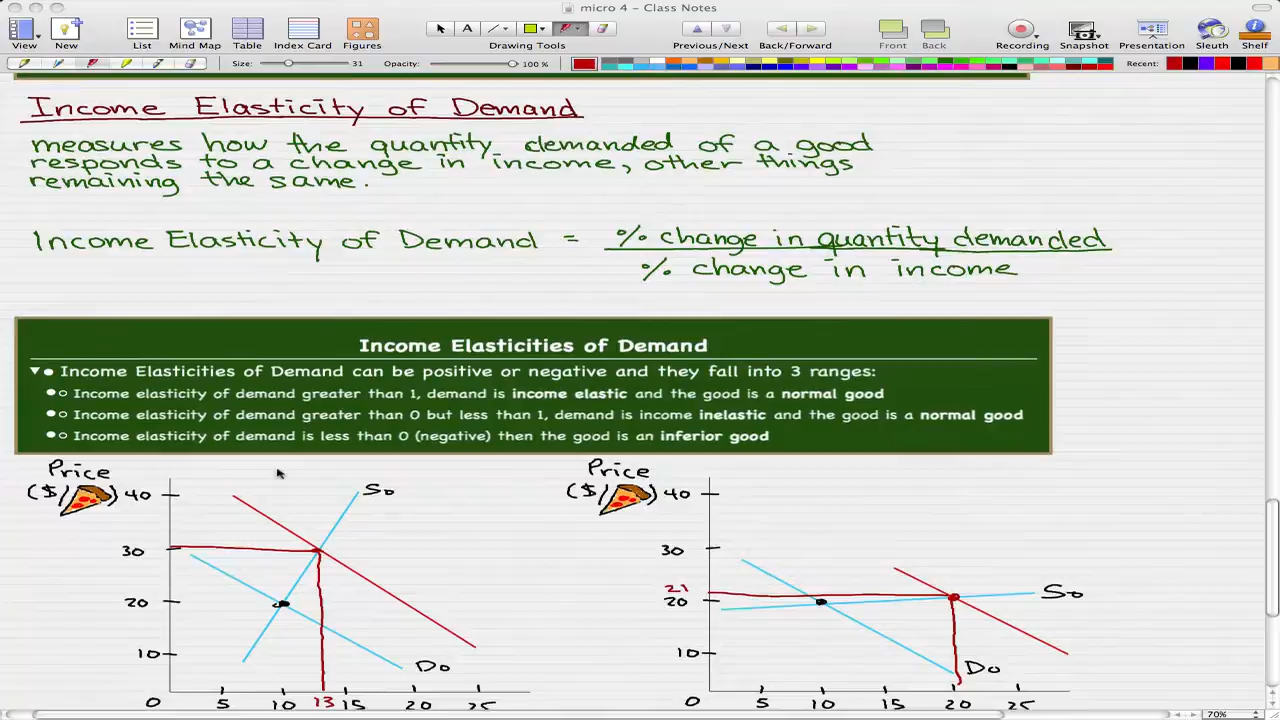 micro 4 – Class Notes
View New List Mind Map Table Index Card Figures Drawing Tools Previous/Next Back/Forward Front Back Recording Snapshot Presentation Sleuth Shelf
Size: 31 Opacity: 100 % Recent:
Income Elasticity of Demand
measures how the quantity demanded of a good
responds to a change in income, other things
remaining the same.
Income Elasticity of Demand = % change in quantity demanded
% change in income
Income Elasticities of Demand
Income Elasticities of Demand can be positive or negative and they fall into 3 ranges:
Income elasticity of demand greater than 1, demand is income elastic and the good is a normal good
Income elasticity of demand greater than 0 but less than 1, demand is income inelastic and the good is a normal good
Income elasticity of demand is less than 0 (negative) then the good is an inferior good
Price
($/ )
40
So
30
20
10
Do
0 5 10 13 15 20 25
Price
($/ )
40
30
21
20
So
10
Do
0 5 10 15 20 25
70%